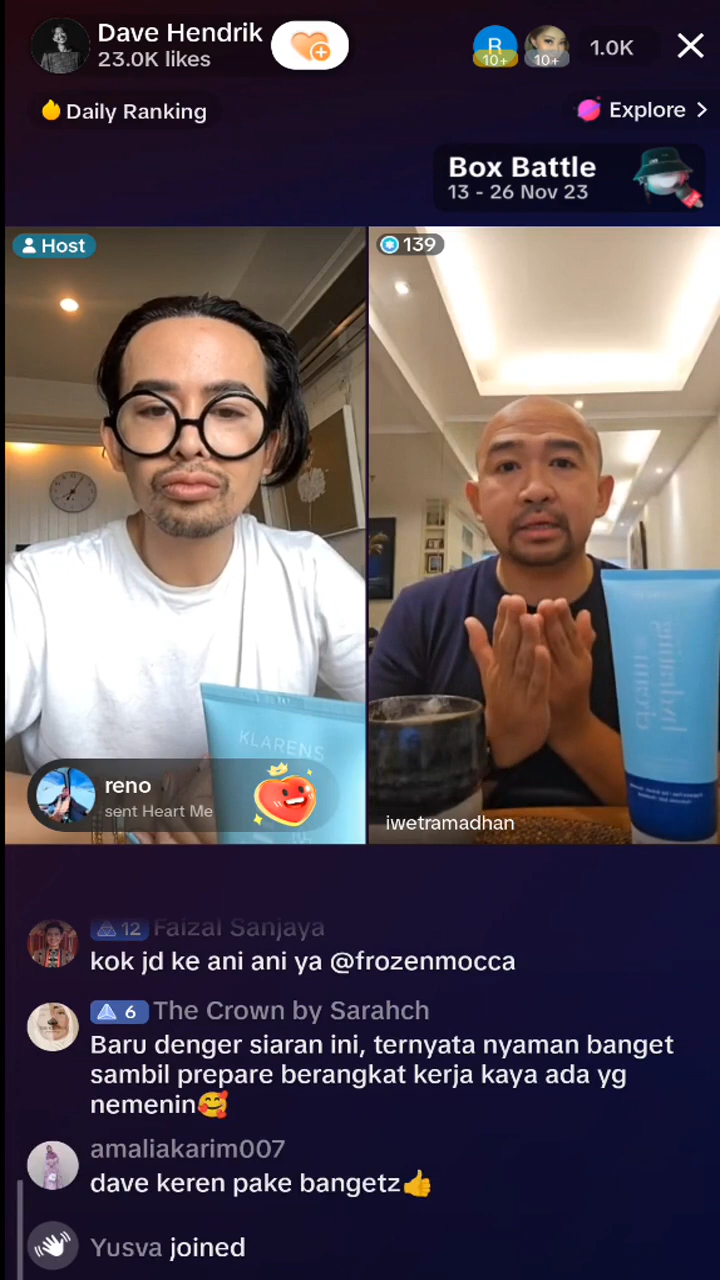 Dave Hendrik
23.0K likes
R
10+
10+
1.0K
Daily Ranking
Explore
Box Battle
13 - 26 Nov 23
Host
139
KLARENS
reno
sent Heart Me
iwetramadhan
12 Faizal Sanjaya
kok jd ke ani ani ya @frozenmocca
6 The Crown by Sarahch
Baru denger siaran ini, ternyata nyaman banget
sambil prepare berangkat kerja kaya ada yg
nemenin🥰
amaliakarim007
dave keren pake bangetz👍
Yusva joined